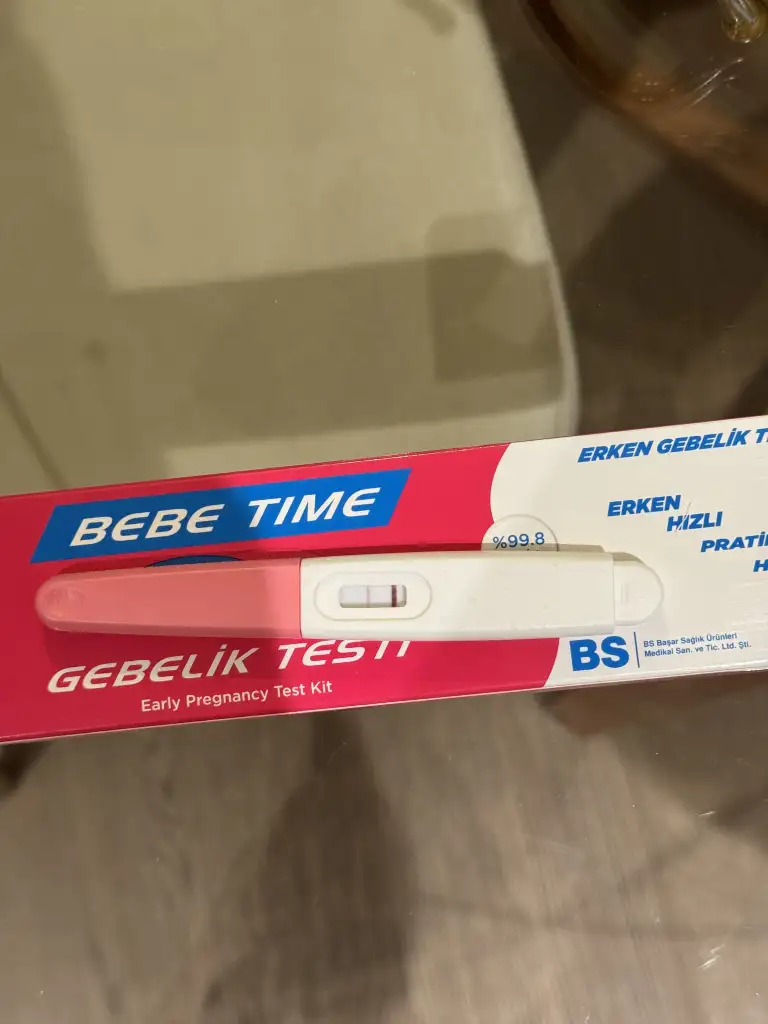 ERKEN GEBELİK
BEBE TIME
ERKEN
HIZLI
%99.8
GEBELİK TESTİ
Early Pregnancy Test Kit
BS
BS Başar Sağlık Ürünleri
Medikal San. ve Tic. Ltd. Şti.